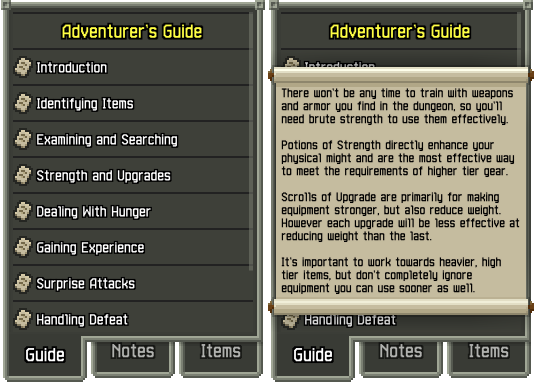 Adventurer's Guide
Introduction
Identifying Items
Examining and Searching
Strength and Upgrades
Dealing With Hunger
Gaining Experience
Surprise Attacks
Handling Defeat
Guide
Notes
Items
Adventurer's Guide
Introduction
There won't be any time to train with weapons
and armor you find in the dungeon, so you'll
need brute strength to use them effectively.
Potions of Strength directly enhance your
physical might and are the most effective way
to meet the requirements of higher tier gear.
Scrolls of Upgrade are primarily for making
equipment stronger, but also reduce weight.
However each upgrade will be less effective at
reducing weight than the last.
It's important to work towards heavier, high
tier items, but don't completely ignore
equipment you can use sooner as well.
Handling Defeat
Guide
Notes
Items